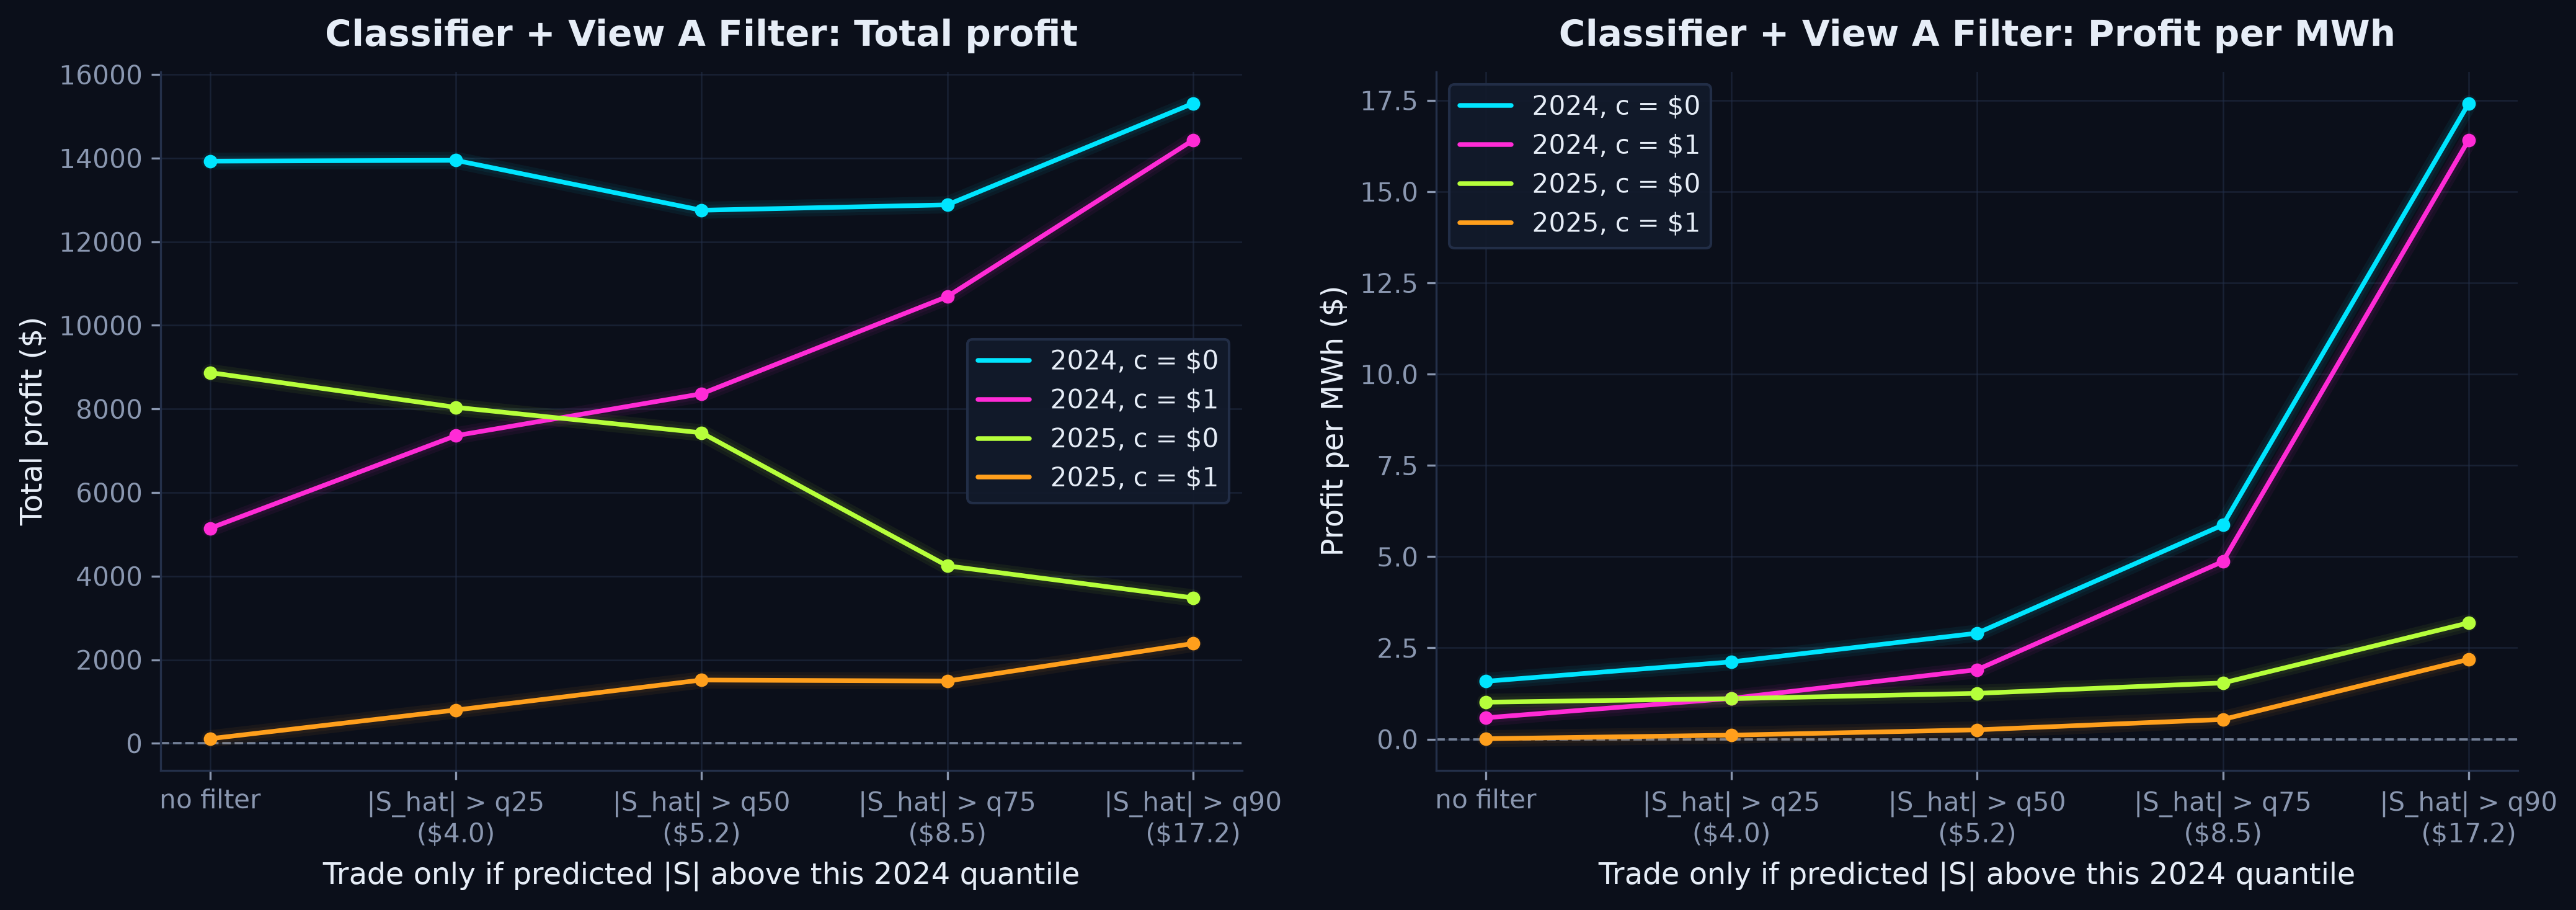 Classifier + View A Filter: Total profit
16000
14000
12000
10000
8000
6000
4000
2000
0
Total profit ($)
2024, c = $0
2024, c = $1
2025, c = $0
2025, c = $1
no filter
|S_hat| > q25
($4.0)
|S_hat| > q50
($5.2)
|S_hat| > q75
($8.5)
|S_hat| > q90
($17.2)
Trade only if predicted |S| above this 2024 quantile
Classifier + View A Filter: Profit per MWh
17.5
15.0
12.5
10.0
7.5
5.0
2.5
0.0
Profit per MWh ($)
2024, c = $0
2024, c = $1
2025, c = $0
2025, c = $1
no filter
|S_hat| > q25
($4.0)
|S_hat| > q50
($5.2)
|S_hat| > q75
($8.5)
|S_hat| > q90
($17.2)
Trade only if predicted |S| above this 2024 quantile